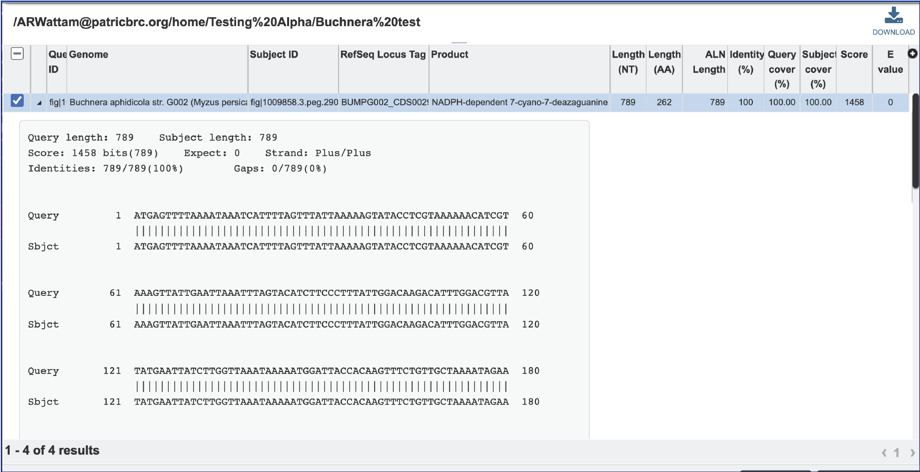 /ARWattam@patricbrc.org/home/Testing%20Alpha/Buchnera%20test
DOWNLOAD
Que ID Genome Subject ID RefSeq Locus Tag Product Length (NT) Length (AA) ALN Length Identity (%) Query cover (%) Subject cover (%) Score E value
fig|1 Buchnera aphidicola str. G002 (Myzus persica fig|1009858.3.peg.290 BUMPG002_CDS0029 NADPH-dependent 7-cyano-7-deazaguanine 789 262 789 100 100.00 100.00 1458 0
Query length: 789 Subject length: 789
Score: 1458 bits(789) Expect: 0 Strand: Plus/Plus
Identities: 789/789(100%) Gaps: 0/789(0%)
Query 1 ATGAGTTTTAAAATAAATCATTTTAGTTTATTAAAAAGTATACCTCGTAAAAAACATCGT 60
||||||||||||||||||||||||||||||||||||||||||||||||||||||||||||
Sbjct 1 ATGAGTTTTAAAATAAATCATTTTAGTTTATTAAAAAGTATACCTCGTAAAAAACATCGT 60
Query 61 AAAGTTATTGAATTAAATTTAGTACATCTTCCCTTTATTGGACAAGACATTTGGACGTTA 120
||||||||||||||||||||||||||||||||||||||||||||||||||||||||||||
Sbjct 61 AAAGTTATTGAATTAAATTTAGTACATCTTCCCTTTATTGGACAAGACATTTGGACGTTA 120
Query 121 TATGAATTATCTTGGTTAAATAAAAATGGATTACCACAAGTTTCTGTTGCTAAAATAGAA 180
||||||||||||||||||||||||||||||||||||||||||||||||||||||||||||
Sbjct 121 TATGAATTATCTTGGTTAAATAAAAATGGATTACCACAAGTTTCTGTTGCTAAAATAGAA 180
1 - 4 of 4 results
1